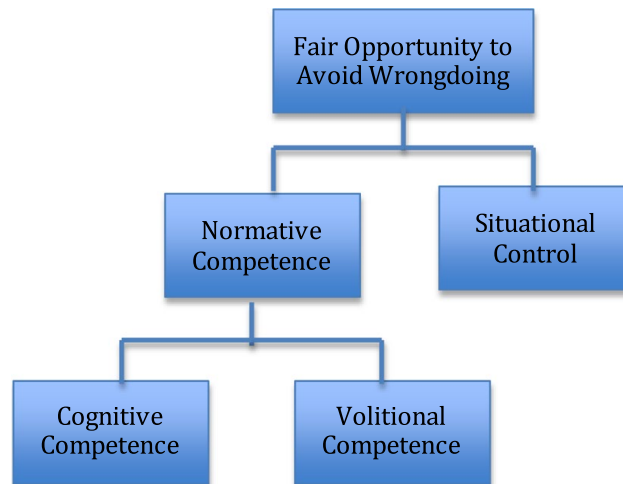 Fair Opportunity to
Avoid Wrongdoing
Normative
Competence
Situational
Control
Cognitive
Competence
Volitional
Competence